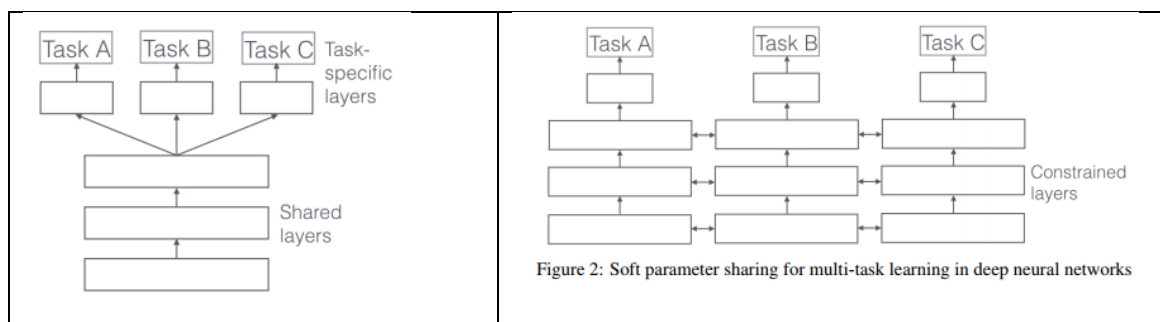 Task A Task B Task C
Task-
specific
layers
Shared
layers
Task A Task B Task C
Constrained
layers
Figure 2: Soft parameter sharing for multi-task learning in deep neural networks